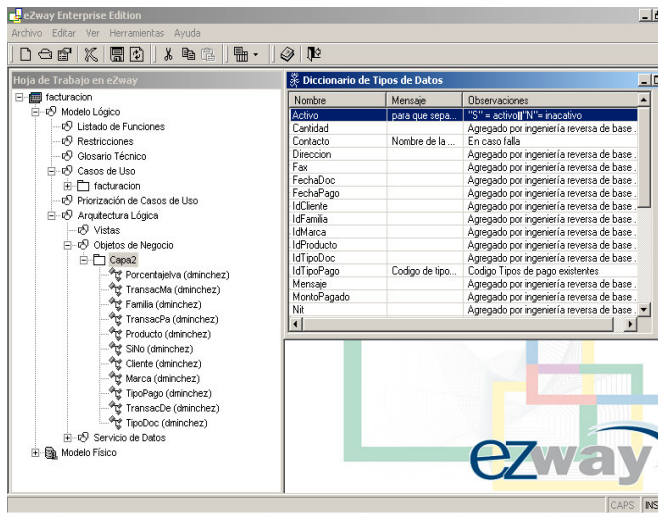 eZway Enterprise Edition
Archivo Editar Ver Herramientas Ayuda
Hoja de Trabajo en eZway
facturacion
Modelo Lógico
Listado de Funciones
Restricciones
Glosario Técnico
Casos de Uso
facturacion
Priorización de Casos de Uso
Arquitectura Lógica
Vistas
Objetos de Negocio
Capa2
PorcentajeIva (dminchez)
TransacMa (dminchez)
Familia (dminchez)
TransacPa (dminchez)
Producto (dminchez)
SiNo (dminchez)
Cliente (dminchez)
Marca (dminchez)
TipoPago (dminchez)
TransacDe (dminchez)
TipoDoc (dminchez)
Servicio de Datos
Modelo Físico
Diccionario de Tipos de Datos
Nombre Mensaje Observaciones
Activo para que sepa... "S" = activo||"N"= inacativo
Cantidad Agregado por ingeniería reversa de base .
Contacto Nombre de la ... En caso falla
Direccion Agregado por ingeniería reversa de base .
Fax Agregado por ingeniería reversa de base .
FechaDoc Agregado por ingeniería reversa de base .
FechaPago Agregado por ingeniería reversa de base .
IdCliente Agregado por ingeniería reversa de base .
IdFamilia Agregado por ingeniería reversa de base .
IdMarca Agregado por ingeniería reversa de base .
IdProducto Agregado por ingeniería reversa de base .
IdTipoDoc Agregado por ingeniería reversa de base .
IdTipoPago Codigo de tipo... Codigo Tipos de pago existentes
Mensaje Agregado por ingeniería reversa de base .
MontoPagado Agregado por ingeniería reversa de base .
Nit Agregado por ingeniería reversa de base .
ezway
CAPS INS